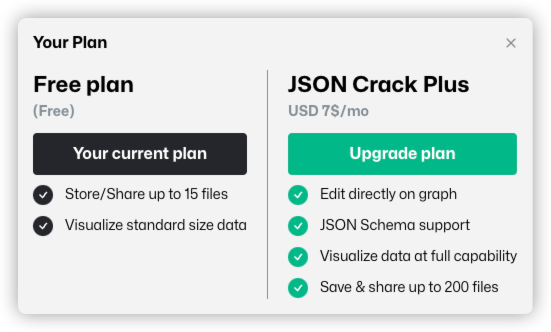 Your Plan
Free plan
(Free)
Your current plan
Store/Share up to 15 files
Visualize standard size data
JSON Crack Plus
USD 7$/mo
Upgrade plan
Edit directly on graph
JSON Schema support
Visualize data at full capability
Save & share up to 200 files